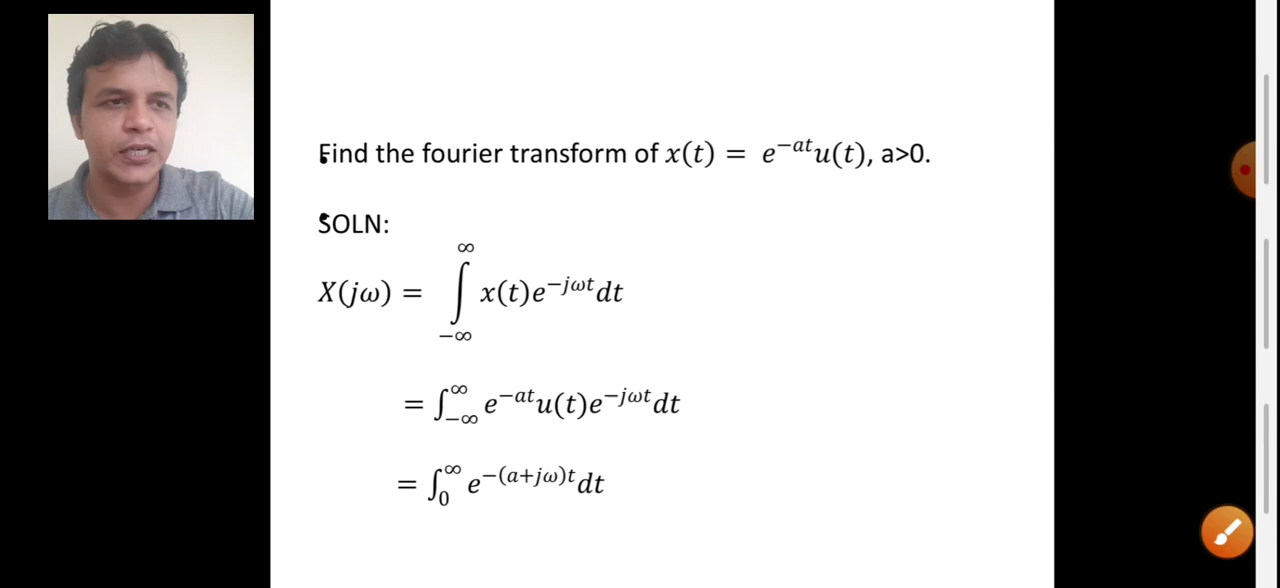 Find the fourier transform of x(t) = e^{-at}u(t), a>0.
SOLN:
X(jω) = ∫_{-∞}^{∞} x(t)e^{-jωt}dt
= ∫_{-∞}^{∞} e^{-at}u(t)e^{-jωt}dt
= ∫_{0}^{∞} e^{-(a+jω)t}dt